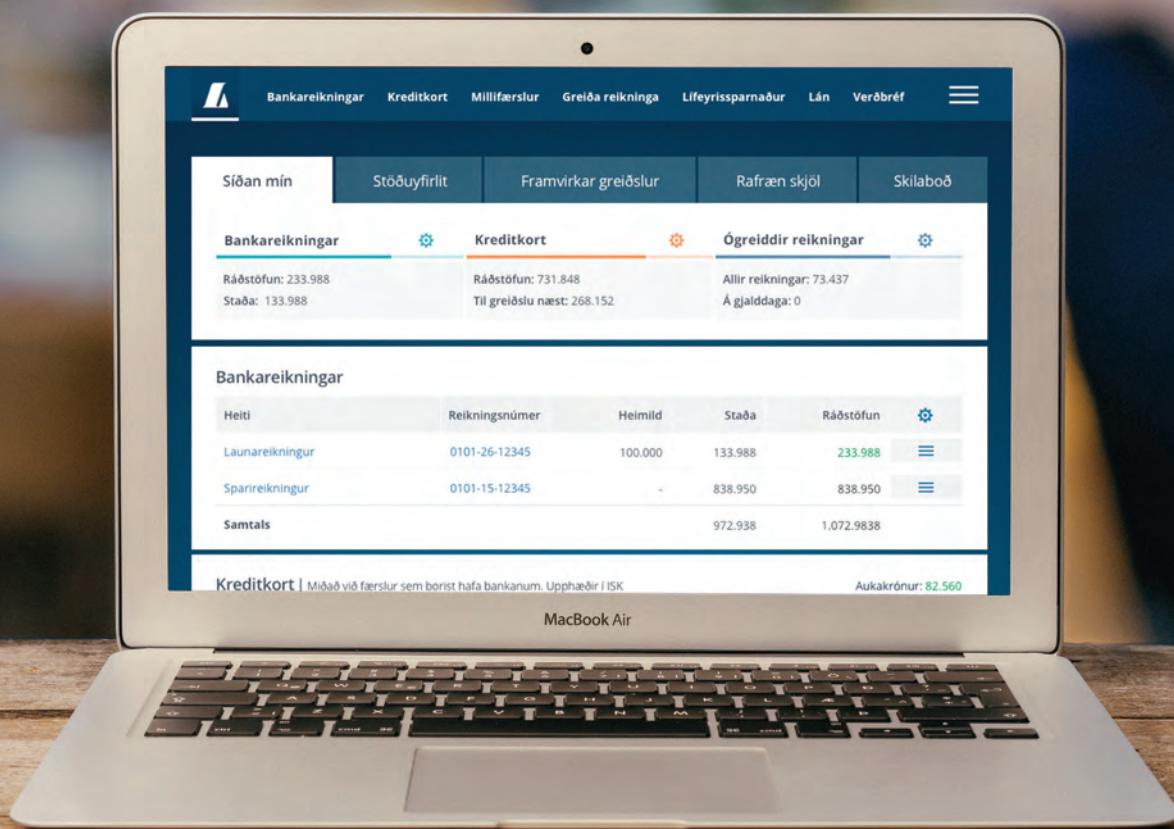 Bankareikningar Kreditkort Millifærslur Greiða reikninga Lífeyrissparnaður Lán Verðbréf
Síðan mín Stöðuyfirlit Framvirkar greiðslur Rafræn skjöl Skilaboð
Bankareikningar Kreditkort Ógreiddir reikningar
Ráðstöfun: 233.988 Ráðstöfun: 731.848 Allir reikningar: 73.437
Staða: 133.988 Til greiðslu næst: 268.152 Á gjalddaga: 0
Bankareikningar
Heiti Reikningsnúmer Heimild Staða Ráðstöfun
Launareikningur 0101-26-12345 100.000 133.988 233.988
Sparireikningur 0101-15-12345 - 838.950 838.950
Samtals 972.938 1.072.9838
Kreditkort | Miðað við færslur sem borist hafa bankanum. Upphæðir í ISK Aukakrónur: 82.560
MacBook Air